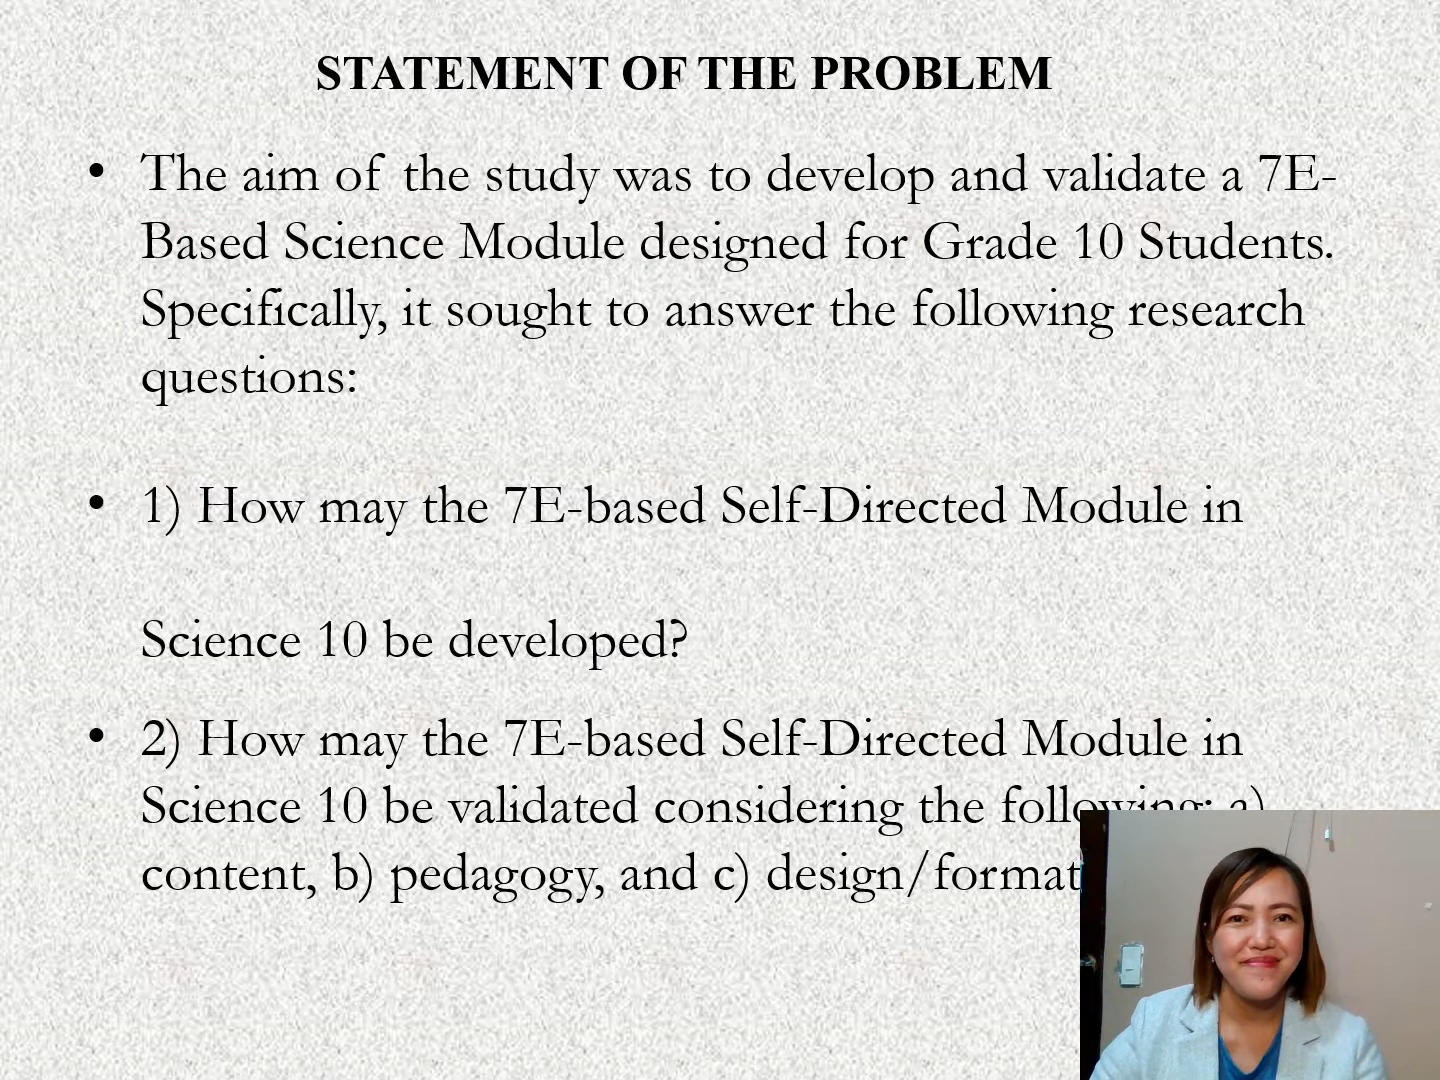 STATEMENT OF THE PROBLEM
• The aim of the study was to develop and validate a 7E-
Based Science Module designed for Grade 10 Students.
Specifically, it sought to answer the following research
questions:
• 1) How may the 7E-based Self-Directed Module in
Science 10 be developed?
• 2) How may the 7E-based Self-Directed Module in
Science 10 be validated considering the following: a)
content, b) pedagogy, and c) design/format